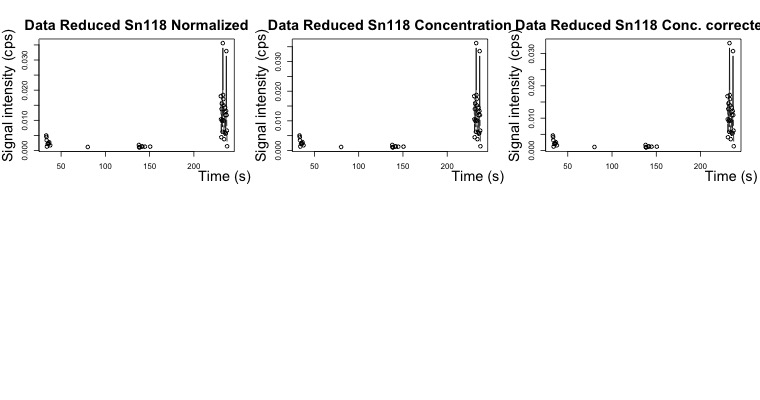 Data Reduced Sn118 Normalized
Signal intensity (cps)
0.000 0.010 0.020 0.030
50 100 150 200
Time (s)
Data Reduced Sn118 Concentration
Signal intensity (cps)
0.000 0.010 0.020 0.030
50 100 150 200
Time (s)
Data Reduced Sn118 Conc. correcte
Signal intensity (cps)
0.000 0.010 0.020 0.030
50 100 150 200
Time (s)